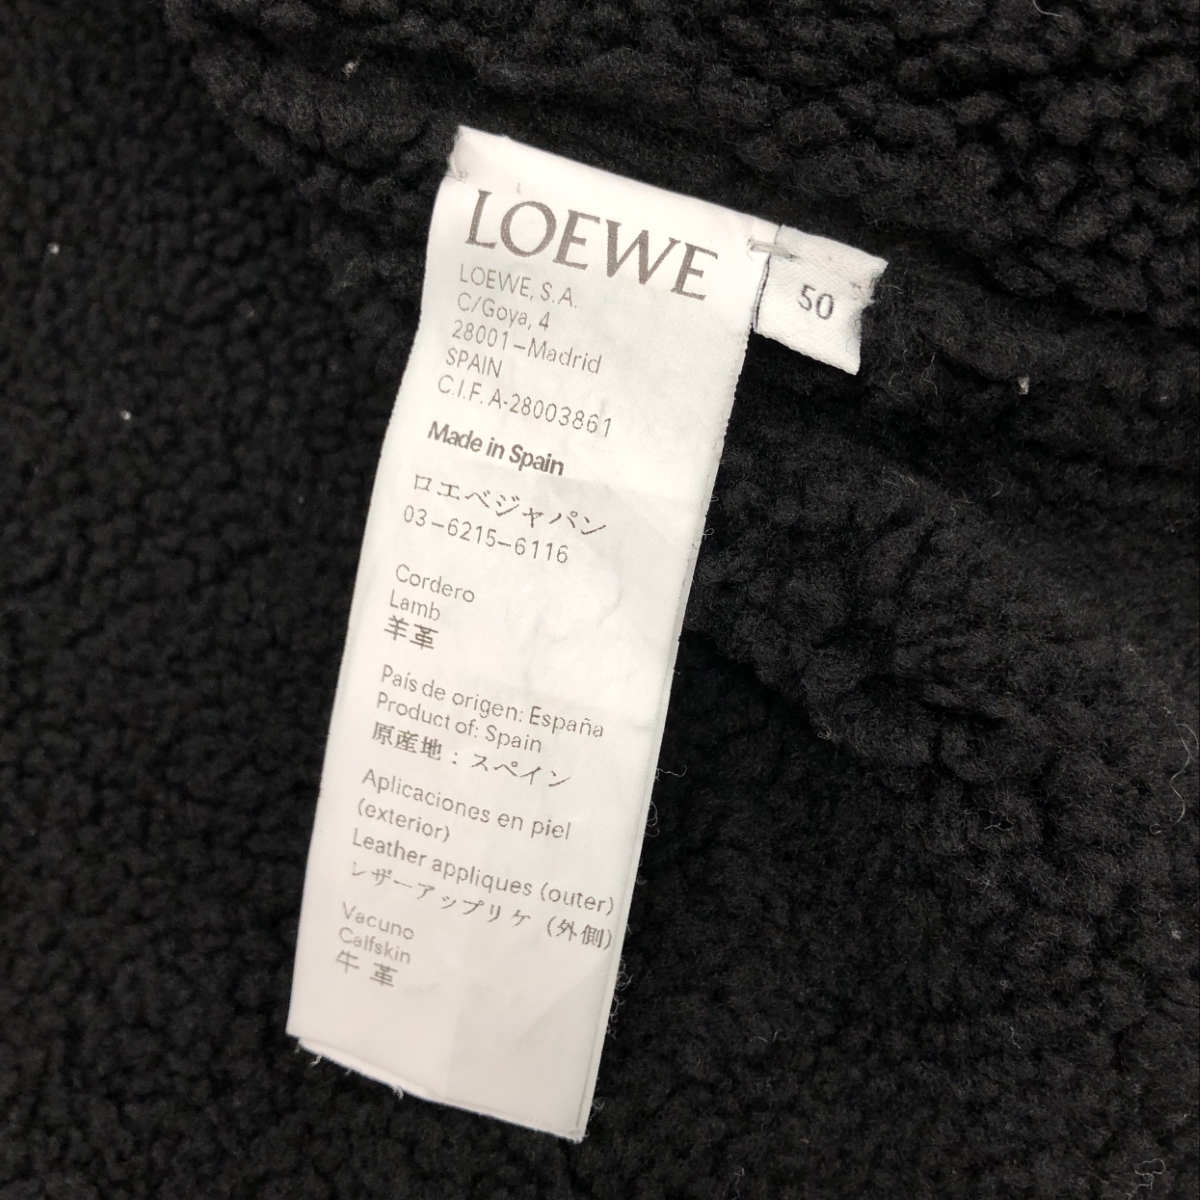 LOEWE
50
LOEWE, S.A.
C/Goya, 4
28001-Madrid
SPAIN
C.I.F. A-28003861
Made in Spain
ロエベジャパン
03-6215-6116
Cordero
Lamb
羊革
País de origen: España
Product of: Spain
原産地：スペイン
Aplicaciones en piel
(exterior)
Leather appliques (outer)
レザーアップリケ（外側）
Vacuno
Calfskin
牛革